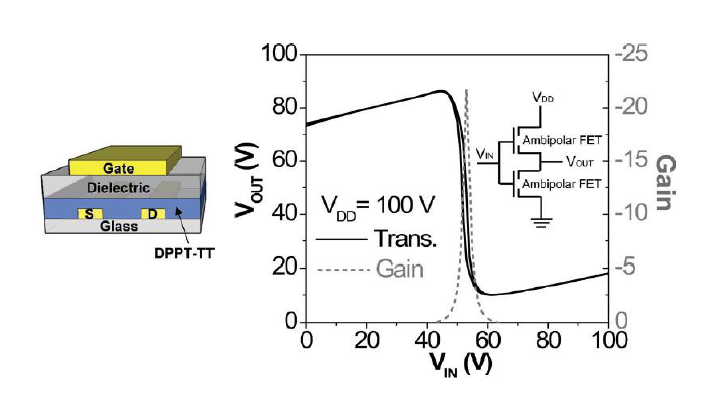 Gate
Dielectric
S D
Glass
DPPT-TT
100
80
60
40
20
0
V_OUT (V)
0 20 40 60 80 100
V_IN (V)
-25
-20
-15
-10
-5
0
Gain
V_DD= 100 V
Trans.
Gain
V_DD
Ambipolar FET
V_IN
V_OUT
Ambipolar FET